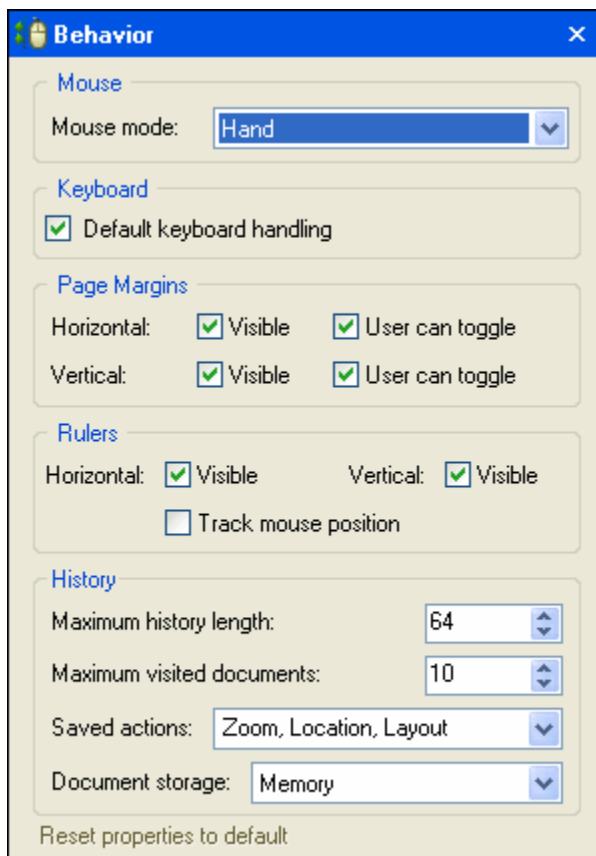 Behavior
Mouse
Mouse mode: Hand
Keyboard
Default keyboard handling
Page Margins
Horizontal: Visible User can toggle
Vertical: Visible User can toggle
Rulers
Horizontal: Visible Vertical: Visible
Track mouse position
History
Maximum history length: 64
Maximum visited documents: 10
Saved actions: Zoom, Location, Layout
Document storage: Memory
Reset properties to default